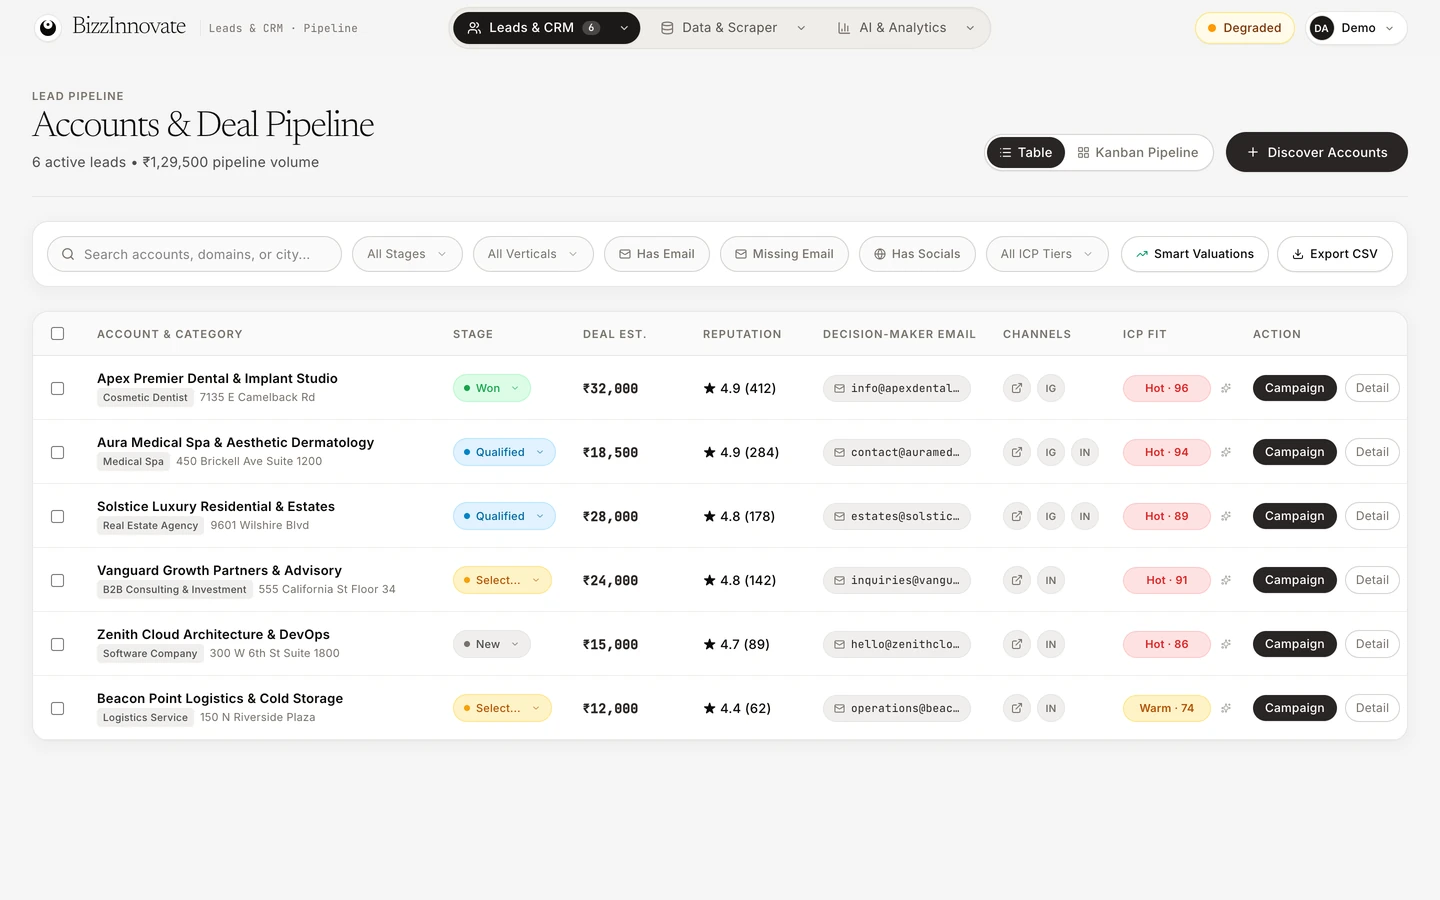 BizzInnovate
Leads & CRM · Pipeline
Leads & CRM 6
Data & Scraper
AI & Analytics
Degraded
DA Demo
LEAD PIPELINE
Accounts & Deal Pipeline
6 active leads • ₹1,29,500 pipeline volume
Table
Kanban Pipeline
+ Discover Accounts
Search accounts, domains, or city...
All Stages
All Verticals
Has Email
Missing Email
Has Socials
All ICP Tiers
Smart Valuations
Export CSV
ACCOUNT & CATEGORY STAGE DEAL EST. REPUTATION DECISION-MAKER EMAIL CHANNELS ICP FIT ACTION
Apex Premier Dental & Implant Studio
Cosmetic Dentist 7135 E Camelback Rd
Won ₹32,000 ★ 4.9 (412) info@apexdental… IG Hot · 96 Campaign Detail
Aura Medical Spa & Aesthetic Dermatology
Medical Spa 450 Brickell Ave Suite 1200
Qualified ₹18,500 ★ 4.9 (284) contact@auramed… IG IN Hot · 94 Campaign Detail
Solstice Luxury Residential & Estates
Real Estate Agency 9601 Wilshire Blvd
Qualified ₹28,000 ★ 4.8 (178) estates@solstic… IG IN Hot · 89 Campaign Detail
Vanguard Growth Partners & Advisory
B2B Consulting & Investment 555 California St Floor 34
Select... ₹24,000 ★ 4.8 (142) inquiries@vangu… IN Hot · 91 Campaign Detail
Zenith Cloud Architecture & DevOps
Software Company 300 W 6th St Suite 1800
New ₹15,000 ★ 4.7 (89) hello@zenithclo… IN Hot · 86 Campaign Detail
Beacon Point Logistics & Cold Storage
Logistics Service 150 N Riverside Plaza
Select... ₹12,000 ★ 4.4 (62) operations@beac… IN Warm · 74 Campaign Detail